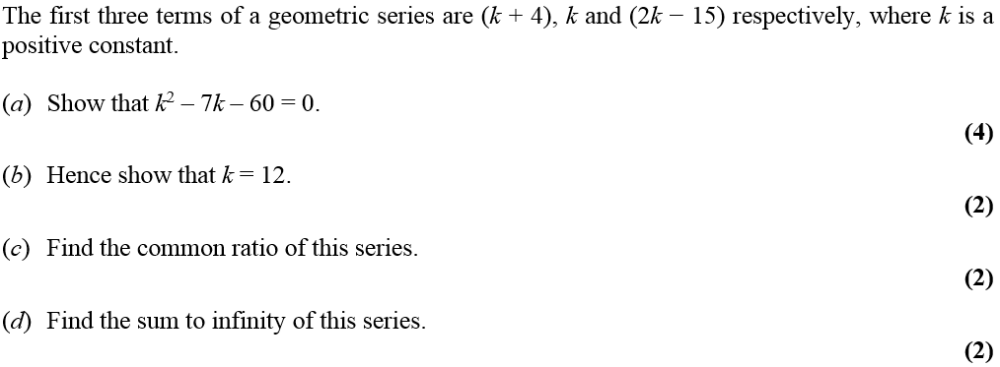 The first three terms of a geometric series are (k + 4), k and (2k − 15) respectively, where k is a
positive constant.
(a) Show that k² – 7k – 60 = 0.
(4)
(b) Hence show that k = 12.
(2)
(c) Find the common ratio of this series.
(2)
(d) Find the sum to infinity of this series.
(2)